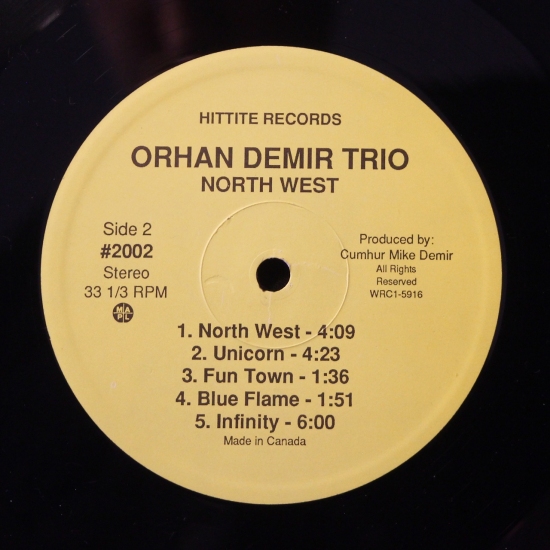 HITTITE RECORDS
ORHAN DEMIR TRIO
NORTH WEST
Side 2
#2002
Stereo
33 1/3 RPM
MAPL
Produced by:
Cumhur Mike Demir
All Rights
Reserved
WRC1-5916
1. North West - 4:09
2. Unicorn - 4:23
3. Fun Town - 1:36
4. Blue Flame - 1:51
5. Infinity - 6:00
Made in Canada